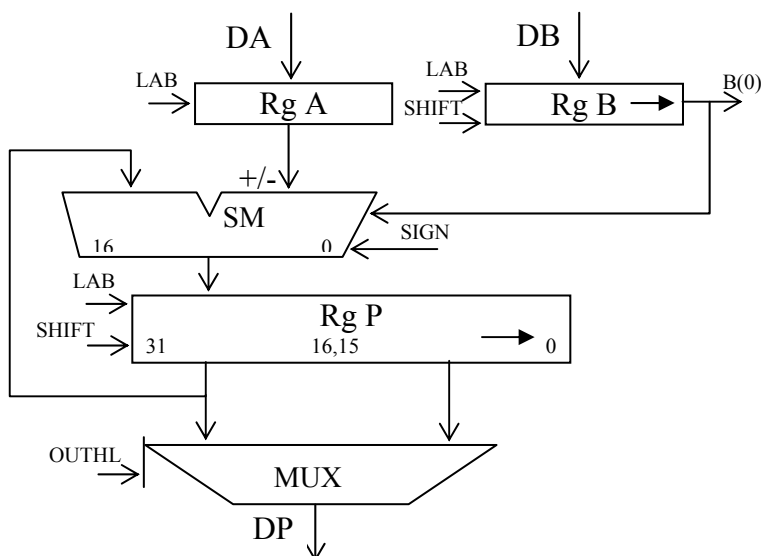 DA
DB
LAB
Rg A
LAB
SHIFT
Rg B
B(0)
+/-
SM
16
0
SIGN
LAB
SHIFT
Rg P
31
16,15
0
OUTHL
MUX
DP